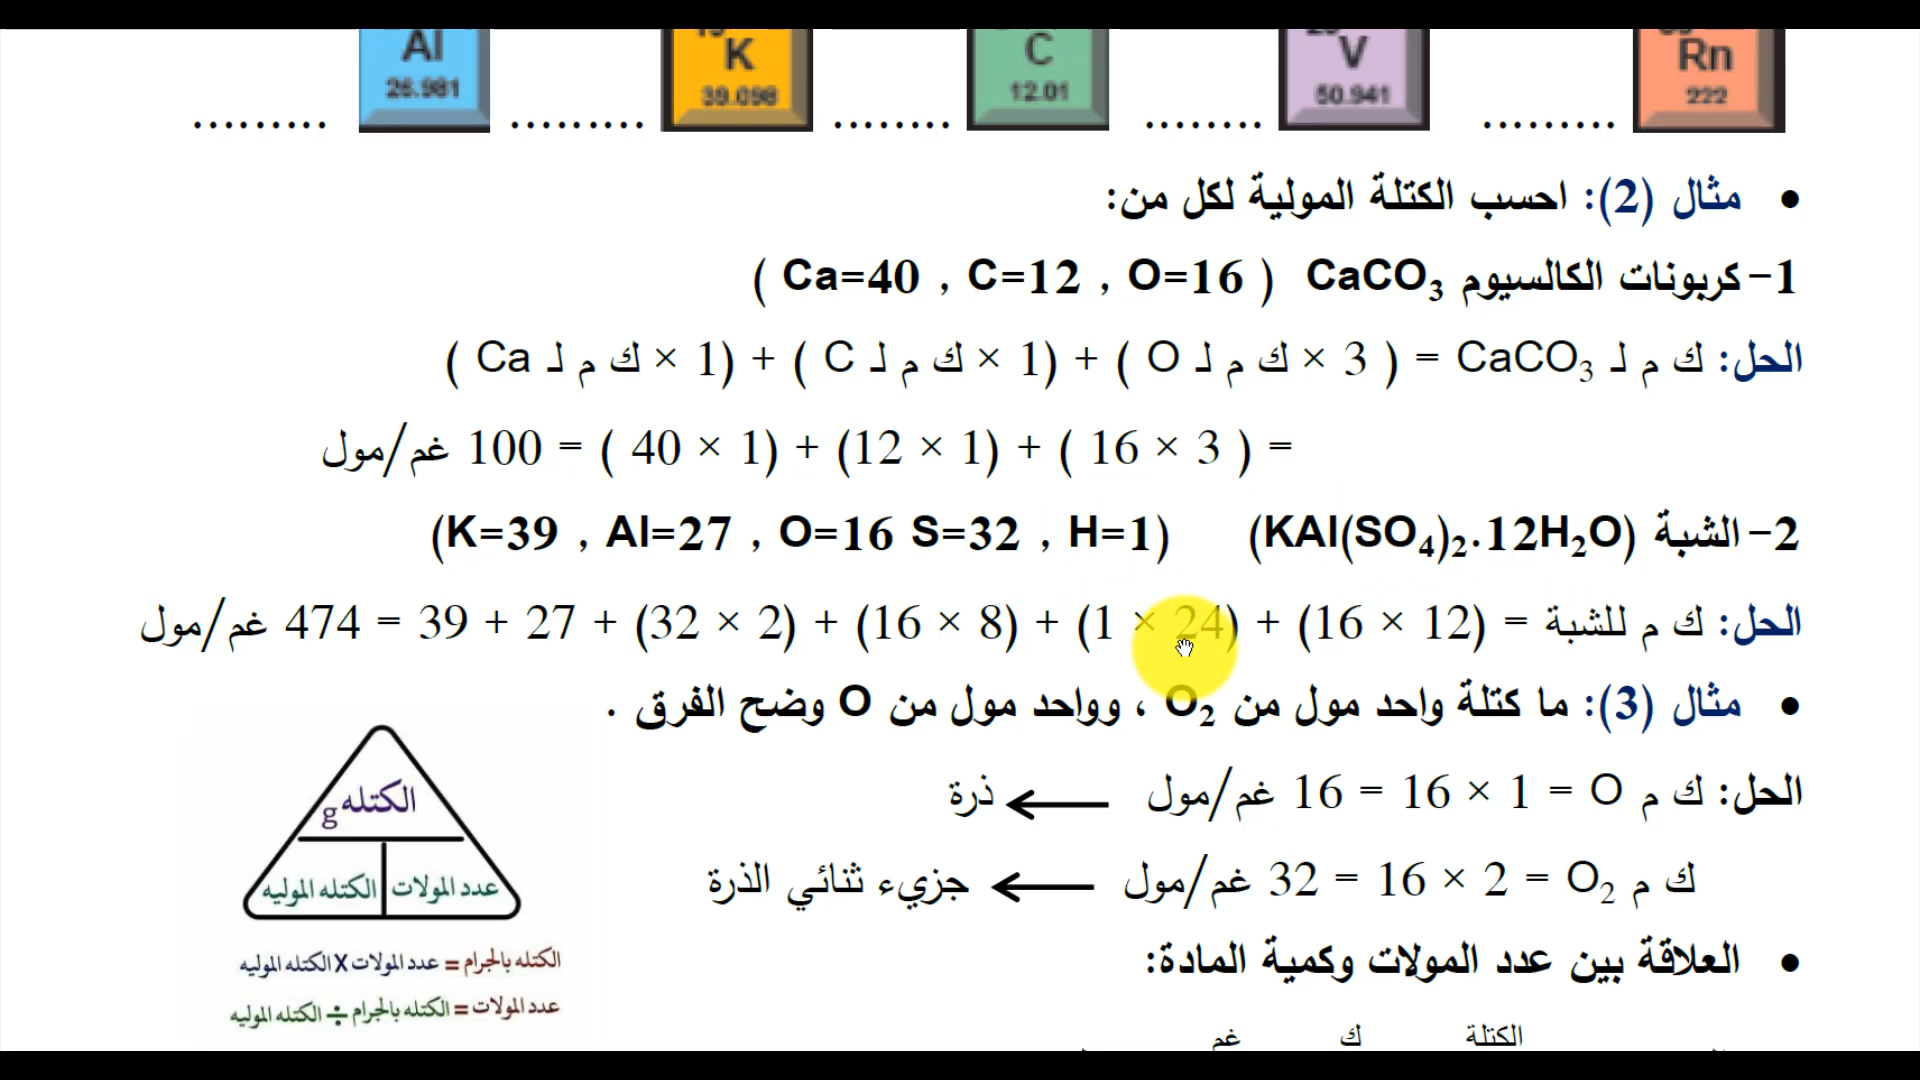 Rn 222 ......... V 50.941 ........ C 12.01 ........ K 39.098 ......... Al 26.981 .........
• مثال (2): احسب الكتلة المولية لكل من:
1- كربونات الكالسيوم CaCO₃ ( Ca=40 , C=12 , O=16 )
الحل: ك م لـ CaCO₃ = ( 3 × ك م لـ O ) + (1 × ك م لـ C ) + (1 × ك م لـ Ca )
= ( 3 × 16 ) + (1 × 12) + (1 × 40 ) = 100 غم/مول
2- الشبة (KAl(SO₄)₂.12H₂O) (K=39 , Al=27 , O=16 S=32 , H=1)
الحل: ك م للشبة = (12 × 16) + (24 × 1) + (8 × 16) + (2 × 32) + 27 + 39 = 474 غم/مول
• مثال (3): ما كتلة واحد مول من O₂ ، وواحد مول من O وضح الفرق .
الحل: ك م O = 1 × 16 = 16 غم/مول ← ذرة
ك م O₂ = 2 × 16 = 32 غم/مول ← جزيء ثنائي الذرة
• العلاقة بين عدد المولات وكمية المادة:
الكتلة ك غم
الكتله g
عدد المولات الكتله الموليه
الكتله بالجرام = عدد المولات X الكتله الموليه
عدد المولات = الكتله بالجرام ÷ الكتله الموليه